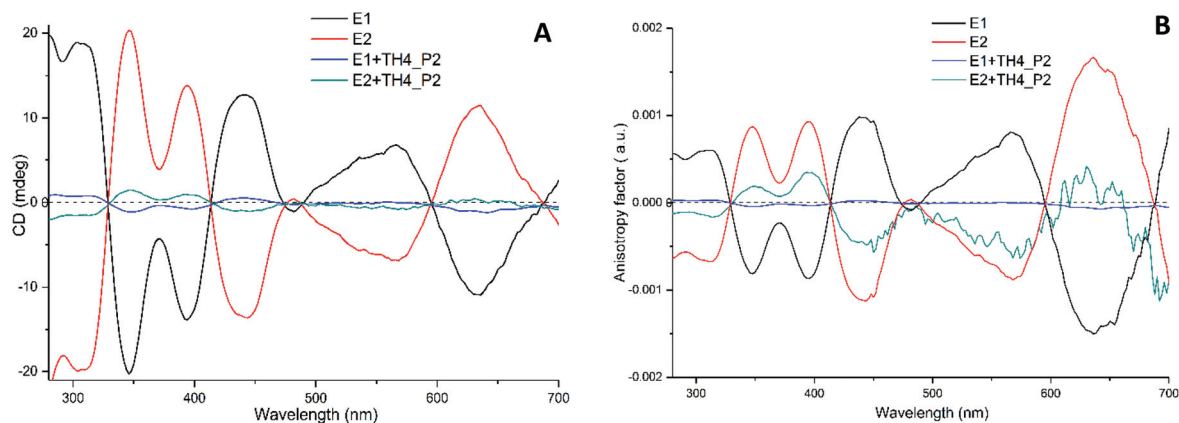 A
E1
E2
E1+TH4_P2
E2+TH4_P2
20
10
0
-10
-20
CD (mdeg)
300 400 500 600 700
Wavelength (nm)
B
E1
E2
E1+TH4_P2
E2+TH4_P2
0.002
0.001
0.000
-0.001
-0.002
Anisotropy factor ( a.u.)
300 400 500 600 700
Wavelength (nm)